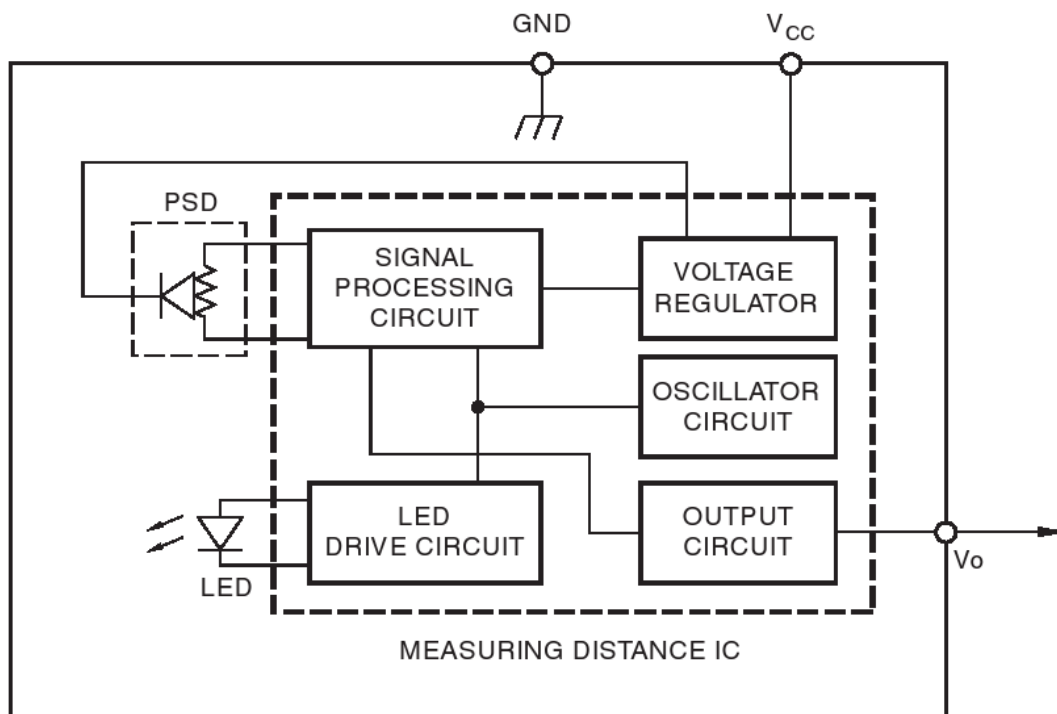 GND
VCC
PSD
SIGNAL
PROCESSING
CIRCUIT
VOLTAGE
REGULATOR
OSCILLATOR
CIRCUIT
LED
DRIVE CIRCUIT
OUTPUT
CIRCUIT
LED
Vo
MEASURING DISTANCE IC